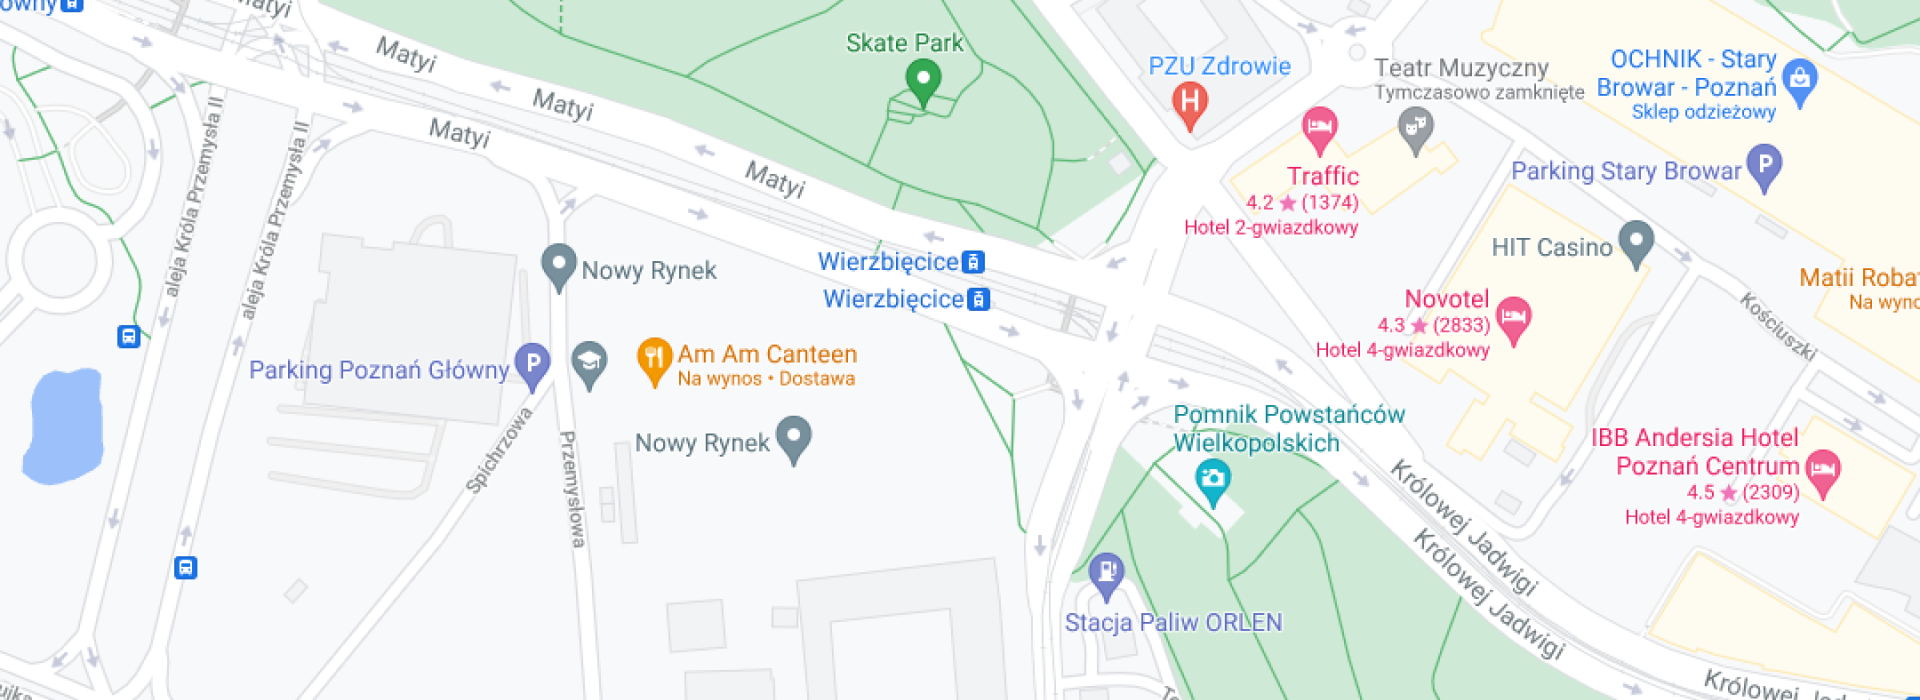 Matyi
Skate Park
Matyi
PZU Zdrowie
Teatr Muzyczny
Tymczasowo zamknięte
OCHNIK - Stary
Browar - Poznań
Sklep odzieżowy
Matyi
Matyi
Matyi
aleja Króla Przemysła II
aleja Króla Przemysła II
Parking Stary Browar
Traffic
4.2 ★ (1374)
Hotel 2-gwiazdkowy
HIT Casino
Wierzbięcice
Wierzbięcice
Nowy Rynek
Novotel
4.3 ★ (2833)
Hotel 4-gwiazdkowy
Kościuszki
Parking Poznań Główny
Am Am Canteen
Na wynos • Dostawa
Nowy Rynek
Spichrzowa
Przemysłowa
Pomnik Powstańców
Wielkopolskich
IBB Andersia Hotel
Poznań Centrum
4.5 ★ (2309)
Hotel 4-gwiazdkowy
Królowej Jadwigi
Królowej Jadwigi
Stacja Paliw ORLEN
Królowej